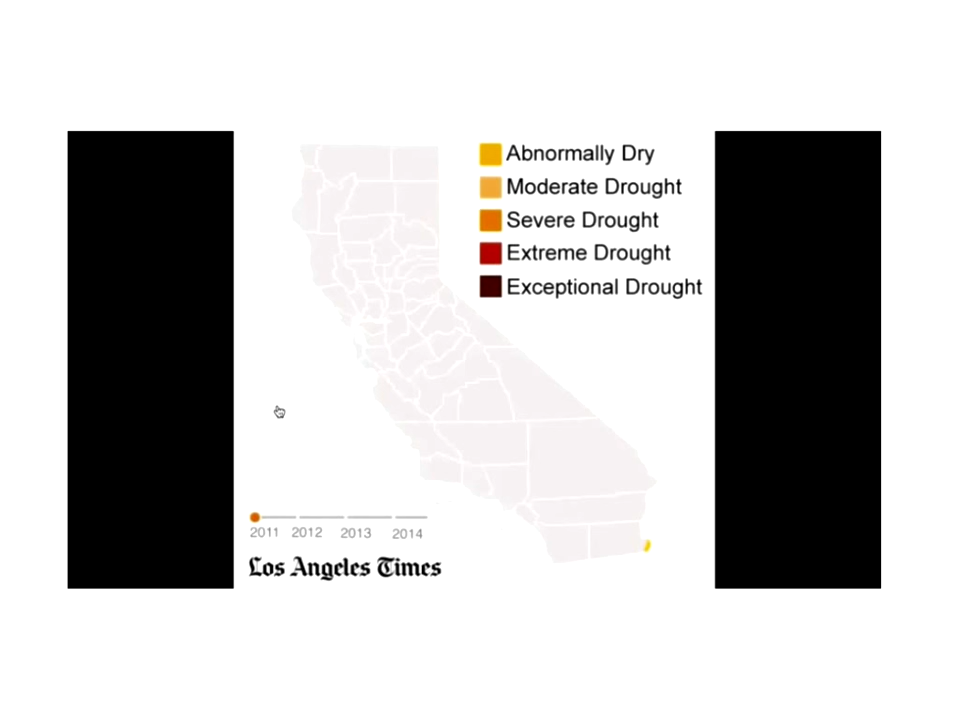 Abnormally Dry
Moderate Drought
Severe Drought
Extreme Drought
Exceptional Drought
2011 2012 2013 2014
Los Angeles Times